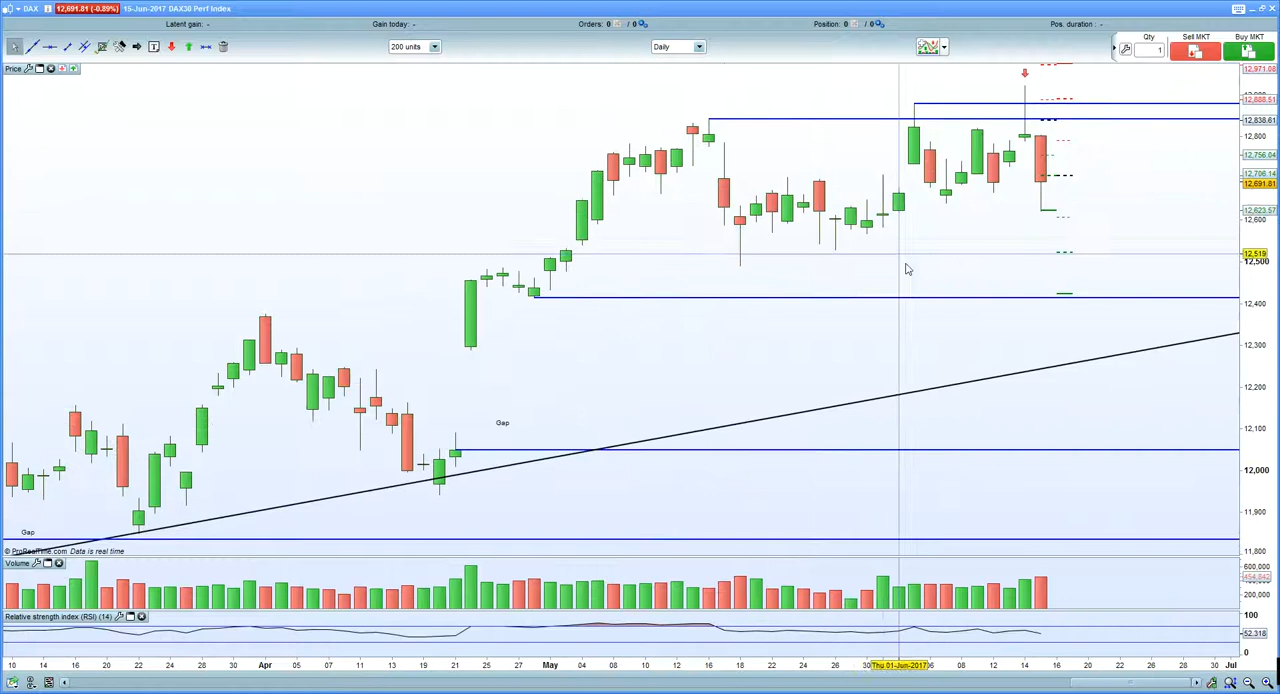 DAX 12,691.81 (-0.89%) 15-Jun-2017 DAX30 Perf Index
Latent gain: - Gain today: - Orders: 0 / 0 Position: 0 / 0 Pos. duration : -
200 units Daily Qty Sell MKT Buy MKT
1
Price
12,971.08
12,888.51
12,838.61
12,800
12,756.04
12,706.14
12,691.81
12,623.57
12,600
12,519
12,500
12,400
12,300
12,200
Gap
12,100
12,000
11,900
Gap
© ProRealTime.com Data is real time
11,800
Volume
600,000
454,842
200,000
Relative strength index (RSI) (14)
100
52.318
0
10 14 16 20 22 24 28 30 Apr 05 07 11 13 19 21 25 27 May 04 08 10 12 16 18 22 24 26 30 Thu 01-Jun-2017 06 08 12 14 16 20 22 26 28 30 Jul